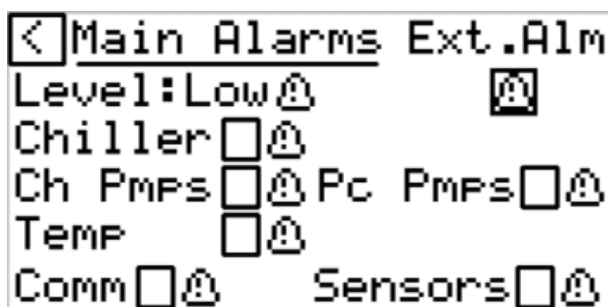 < Main Alarms Ext.Alm
Level:Low
Chiller
Ch Pmps Pc Pmps
Temp
Comm Sensors